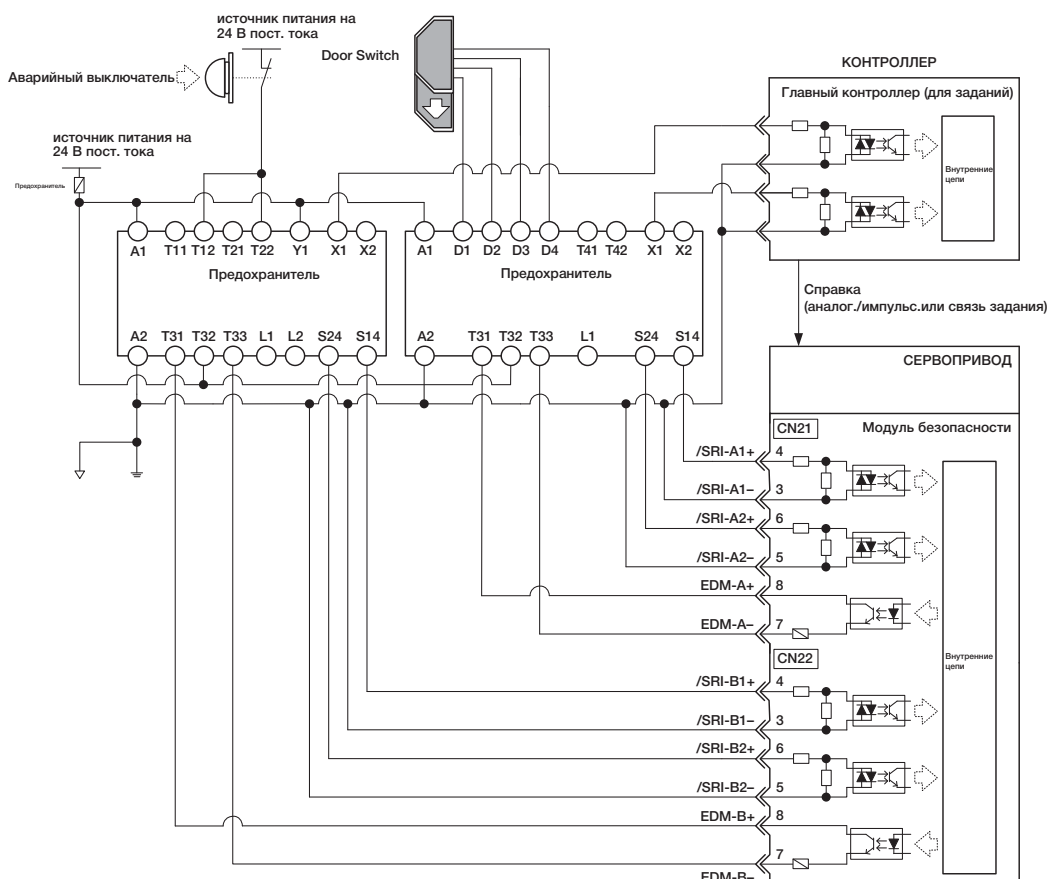 источник питания на
24 В пост. тока
Door Switch
Аварийный выключатель
КОНТРОЛЛЕР
Главный контроллер (для заданий)
Внутренние
цепи
источник питания на
24 В пост. тока
Предохранитель
A1 T11 T12 T21 T22 Y1 X1 X2
Предохранитель
A2 T31 T32 T33 L1 L2 S24 S14
A1 D1 D2 D3 D4 T41 T42 X1 X2
Предохранитель
A2 T31 T32 T33 L1 S24 S14
Справка
(аналог./импульс.или связь задания)
СЕРВОПРИВОД
Модуль безопасности
CN21
/SRI-A1+ 4
/SRI-A1– 3
/SRI-A2+ 6
/SRI-A2– 5
EDM-A+ 8
EDM-A– 7
CN22
Внутренние
цепи
/SRI-B1+ 4
/SRI-B1– 3
/SRI-B2+ 6
/SRI-B2– 5
EDM-B+ 8
7
EDM-B–